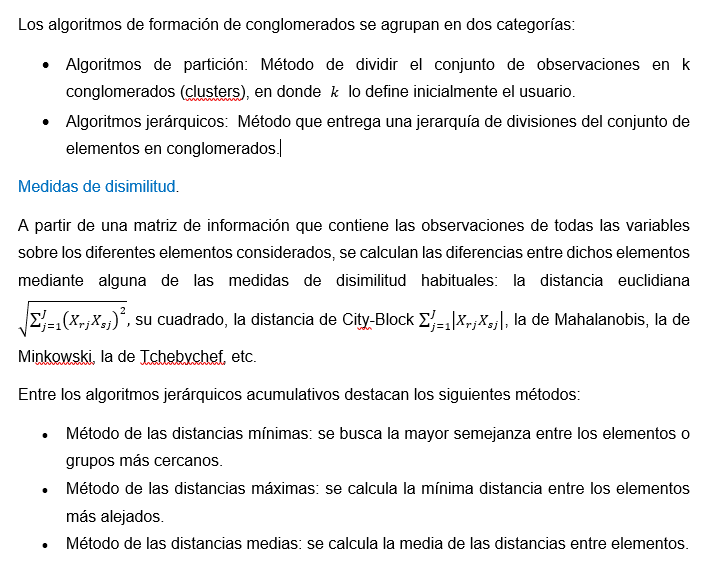 Los algoritmos de formación de conglomerados se agrupan en dos categorías:
• Algoritmos de partición: Método de dividir el conjunto de observaciones en k
conglomerados (clusters), en donde k lo define inicialmente el usuario.
• Algoritmos jerárquicos: Método que entrega una jerarquía de divisiones del conjunto de
elementos en conglomerados.
Medidas de disimilitud.
A partir de una matriz de información que contiene las observaciones de todas las variables
sobre los diferentes elementos considerados, se calculan las diferencias entre dichos elementos
mediante alguna de las medidas de disimilitud habituales: la distancia euclidiana
√(Σ_{j=1}^{J}(X_{rj}X_{sj})^2), su cuadrado, la distancia de City-Block Σ_{j=1}^{J}|X_{rj}X_{sj}|, la de Mahalanobis, la de
Minkowski, la de Tchebychef, etc.
Entre los algoritmos jerárquicos acumulativos destacan los siguientes métodos:
• Método de las distancias mínimas: se busca la mayor semejanza entre los elementos o
grupos más cercanos.
• Método de las distancias máximas: se calcula la mínima distancia entre los elementos
más alejados.
• Método de las distancias medias: se calcula la media de las distancias entre elementos.